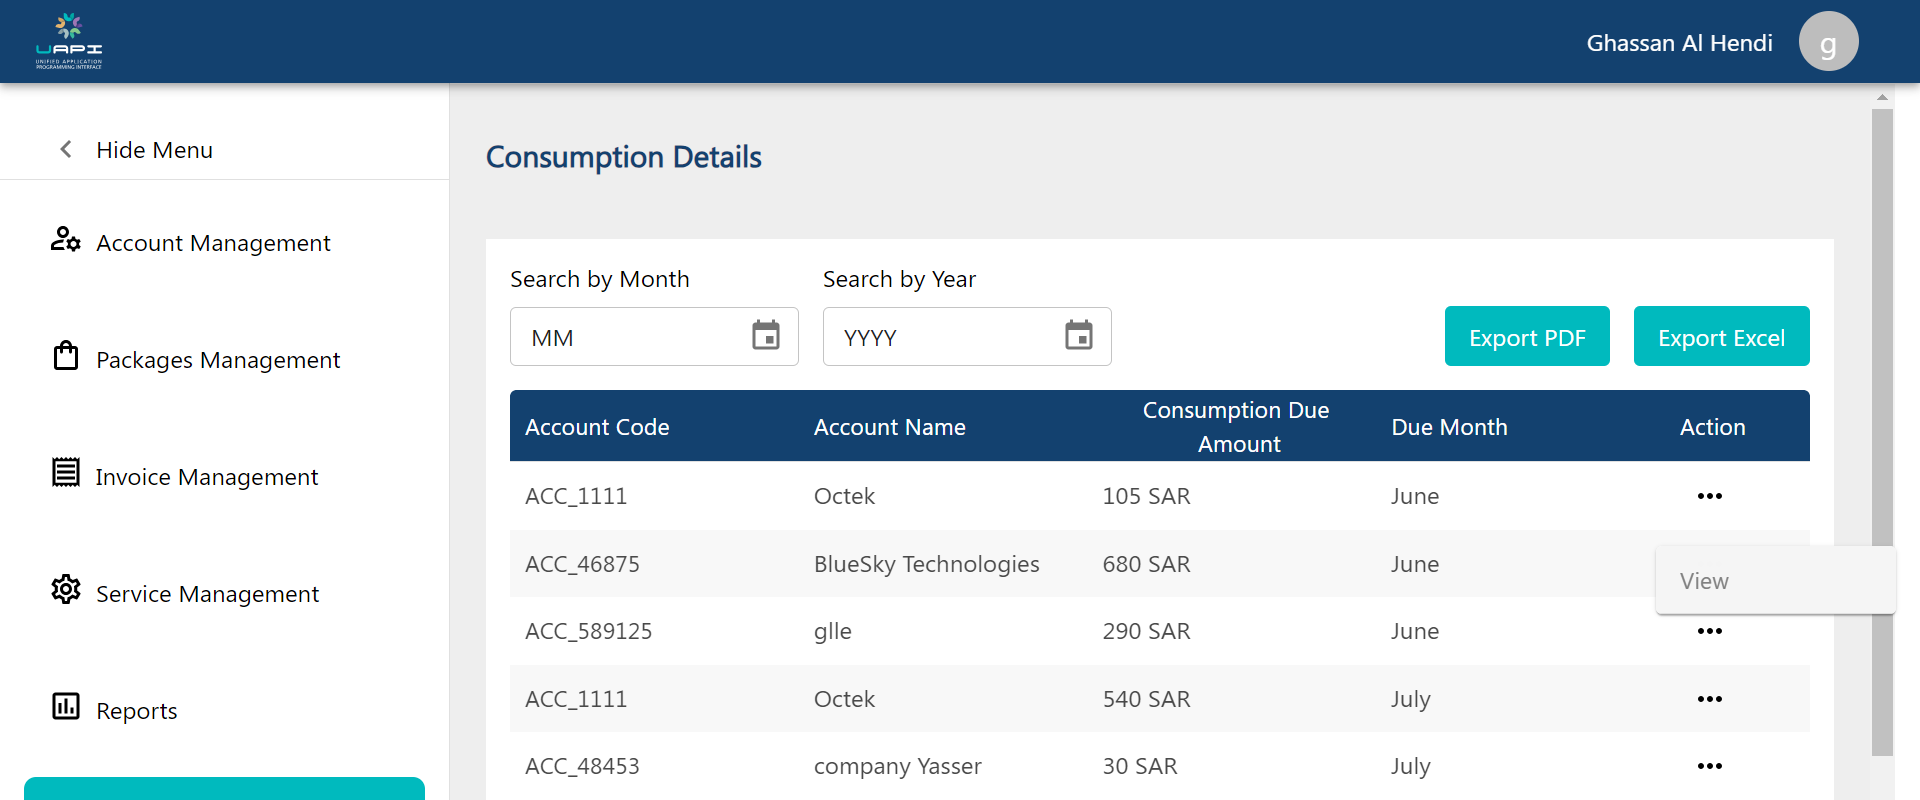 UAPI
UNIFIED APPLICATION
PROGRAMMING INTERFACE
Ghassan Al Hendi
g
Hide Menu
Account Management
Packages Management
Invoice Management
Service Management
Reports
Consumption Details
Search by Month
Search by Year
MM
YYYY
Export PDF
Export Excel
Account Code
Account Name
Consumption Due
Amount
Due Month
Action
ACC_1111
Octek
105 SAR
June
ACC_46875
BlueSky Technologies
680 SAR
June
View
ACC_589125
glle
290 SAR
June
ACC_1111
Octek
540 SAR
July
ACC_48453
company Yasser
30 SAR
July